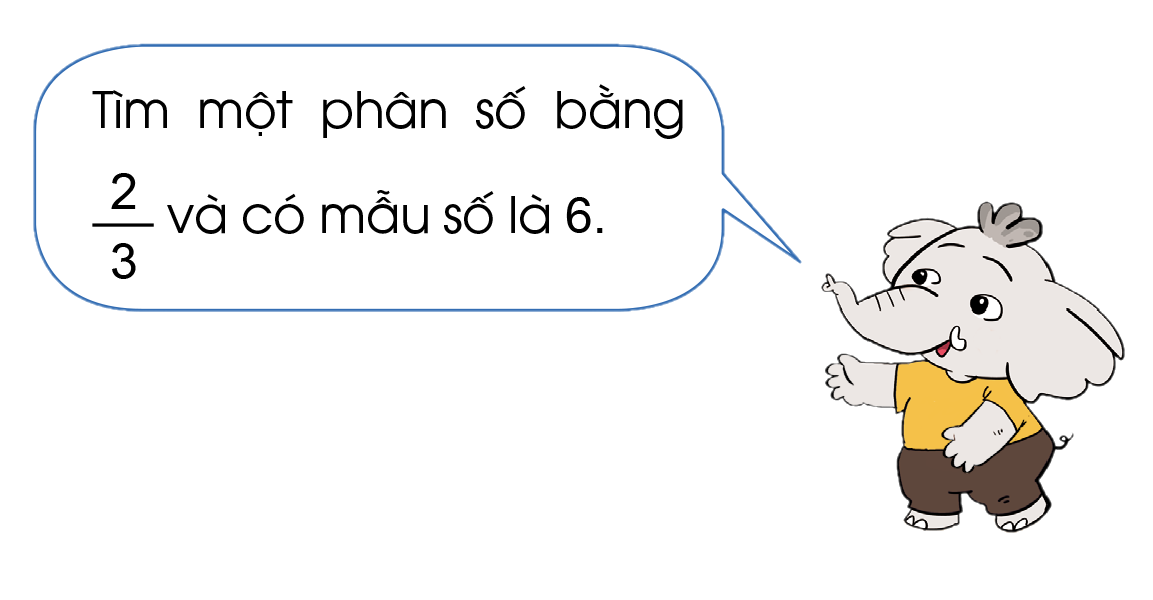 Tìm một phân số bằng
2/3 và có mẫu số là 6.